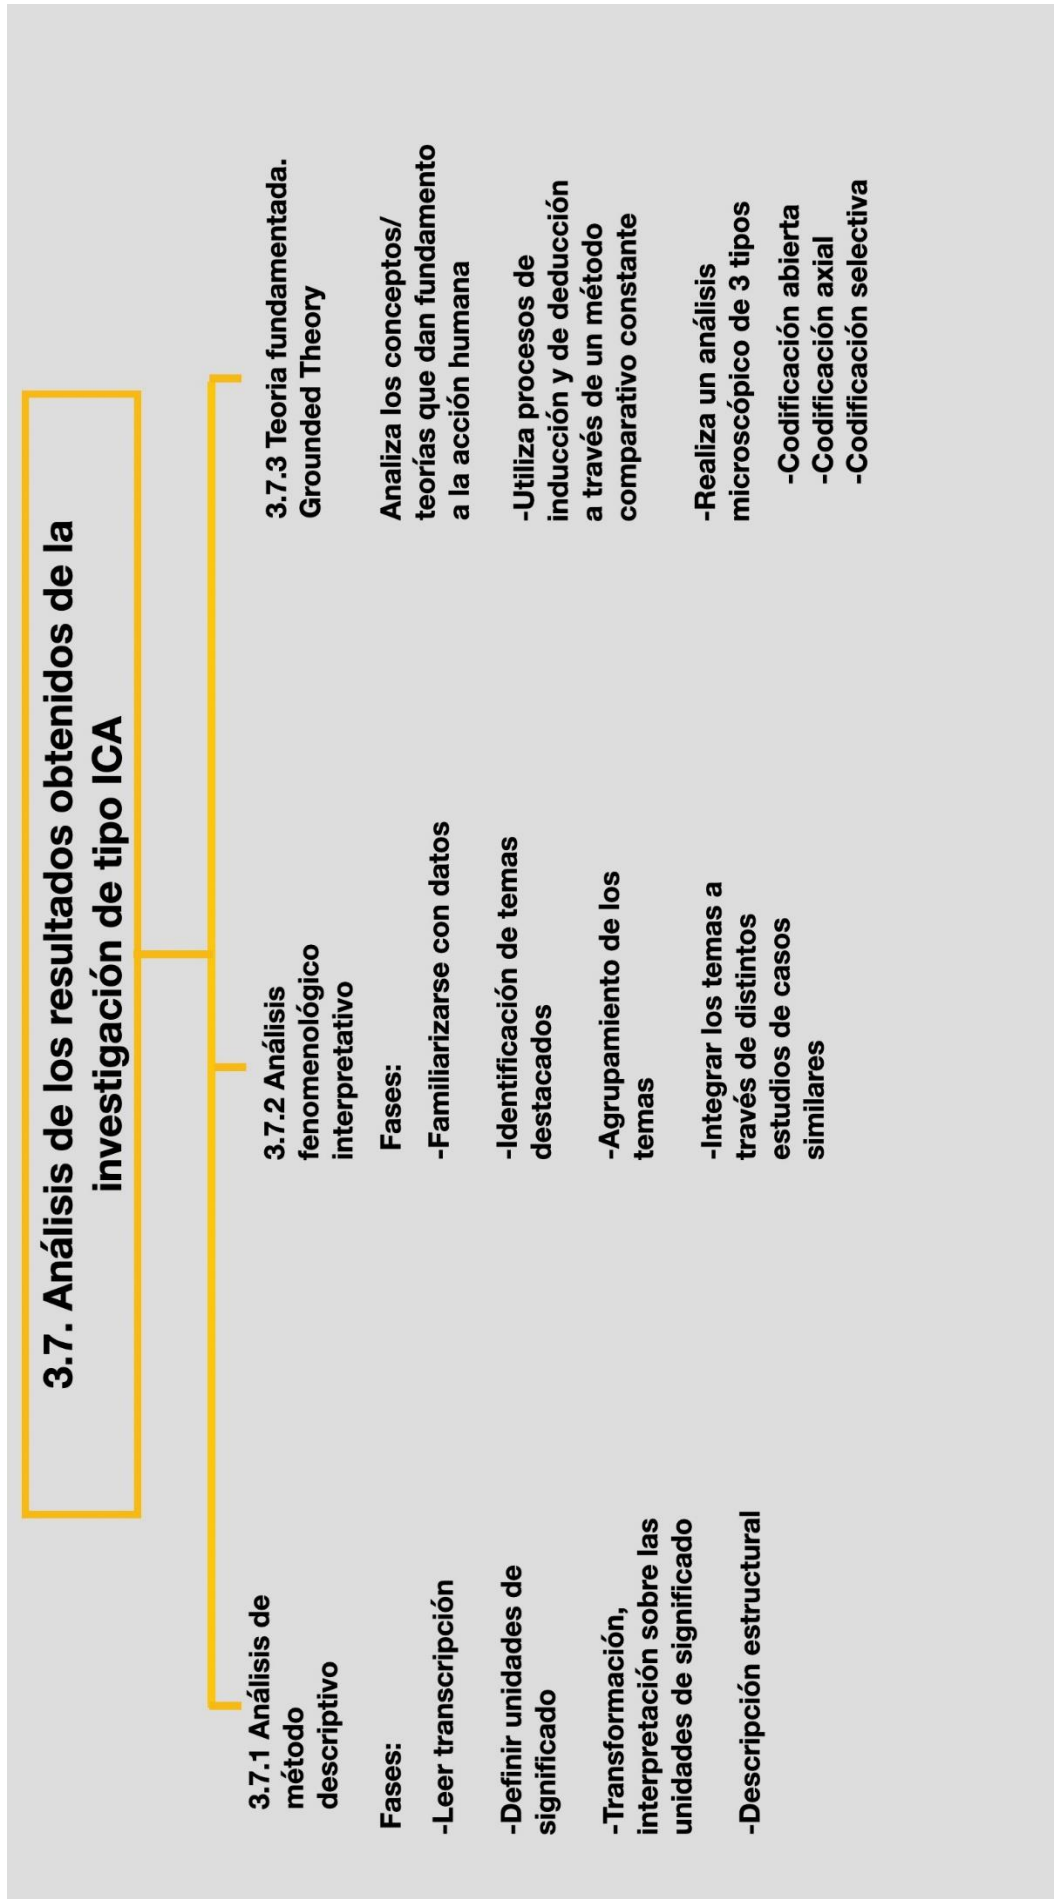 3.7. Análisis de los resultados obtenidos de la
investigación de tipo ICA
3.7.1 Análisis de
método
descriptivo
Fases:
-Leer transcripción
-Definir unidades de
significado
-Transformación,
interpretación sobre las
unidades de significado
-Descripción estructural
3.7.2 Análisis
fenomenológico
interpretativo
Fases:
-Familiarizarse con datos
-Identificación de temas
destacados
-Agrupamiento de los
temas
-Integrar los temas a
través de distintos
estudios de casos
similares
3.7.3 Teoria fundamentada.
Grounded Theory
Analiza los conceptos/
teorías que dan fundamento
a la acción humana
-Utiliza procesos de
inducción y de deducción
a través de un método
comparativo constante
-Realiza un análisis
microscópico de 3 tipos
-Codificación abierta
-Codificación axial
-Codificación selectiva